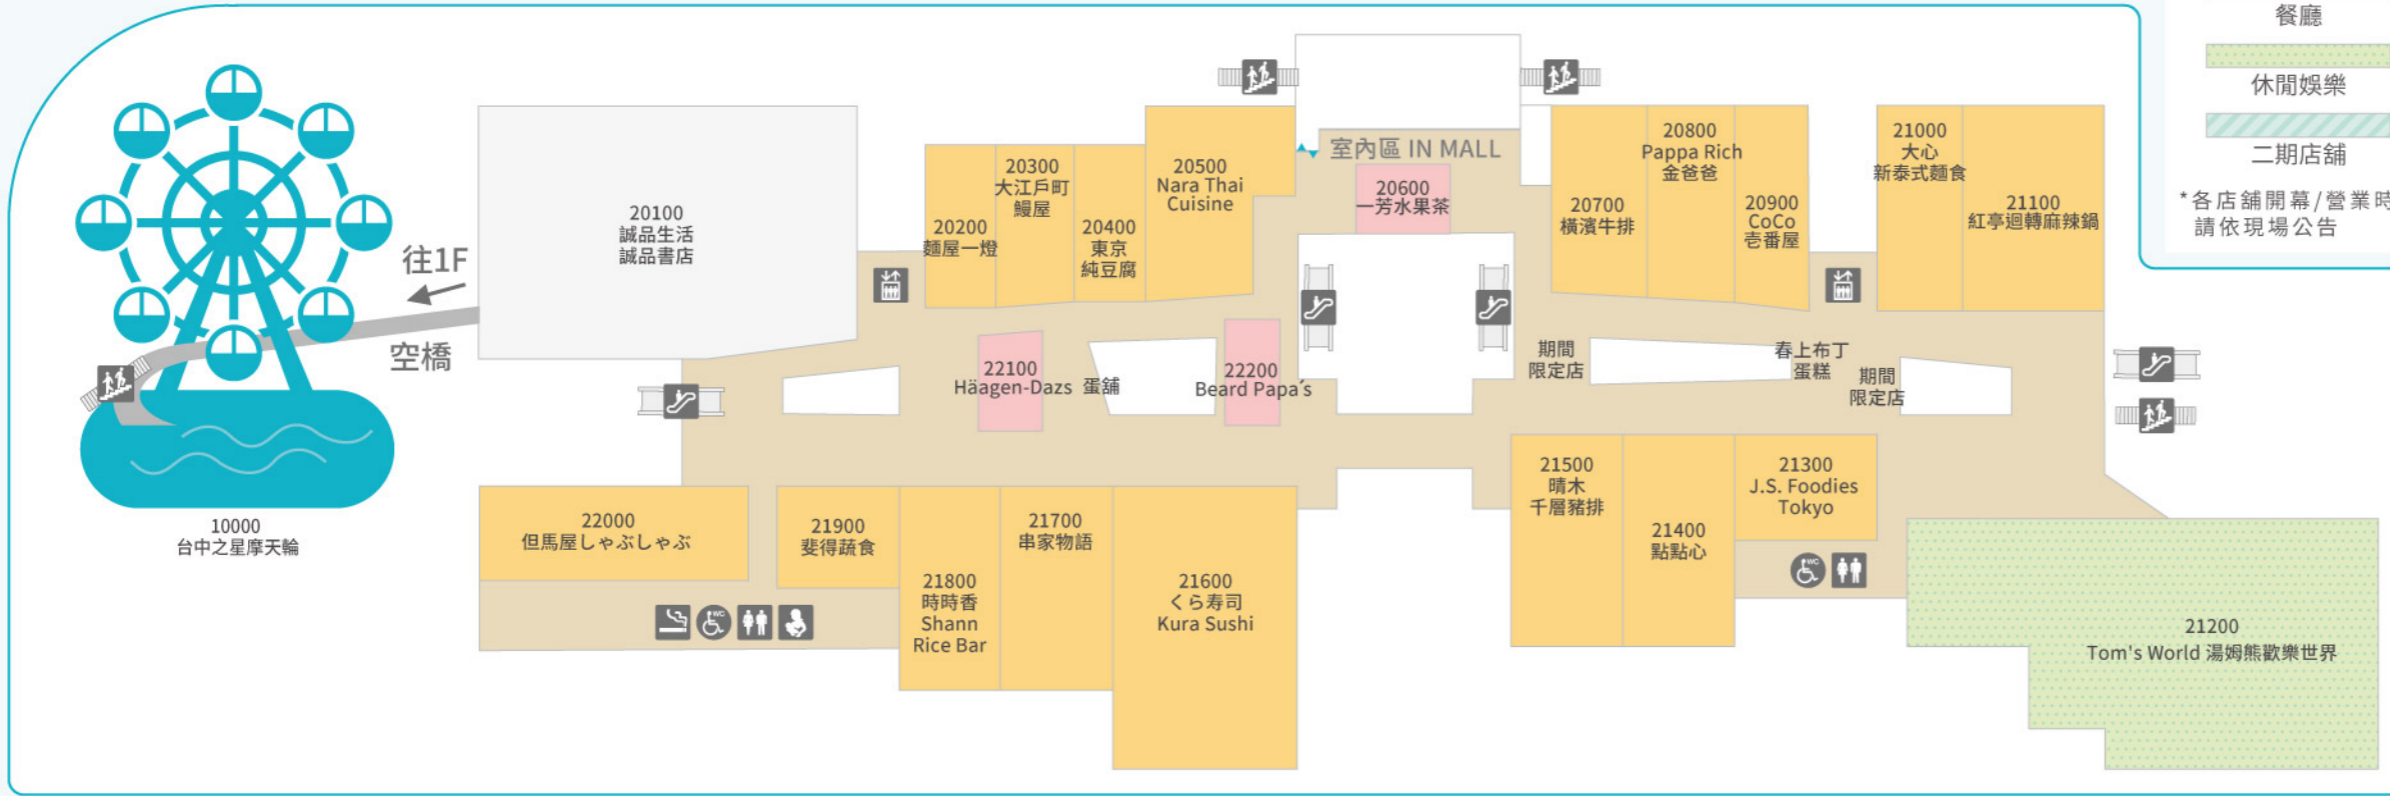 餐廳
休閒娛樂
二期店舖
*各店舖開幕/營業時
請依現場公告
往1F
空橋
10000
台中之星摩天輪
20100
誠品生活
誠品書店
20200
麵屋一燈
20300
大江戶町
鰻屋
20400
東京
純豆腐
20500
Nara Thai
Cuisine
室內區 IN MALL
20600
一芳水果茶
20700
橫濱牛排
20800
Pappa Rich
金爸爸
20900
CoCo
壱番屋
21000
大心
新泰式麵食
21100
紅亭迴轉麻辣鍋
22100
Häagen-Dazs
蛋舖
22200
Beard Papa´s
期間
限定店
春上布丁
蛋糕
期間
限定店
22000
但馬屋しゃぶしゃぶ
21900
斐得蔬食
21800
時時香
Shann
Rice Bar
21700
串家物語
21600
くら寿司
Kura Sushi
21500
晴木
千層豬排
21400
點點心
21300
J.S. Foodies
Tokyo
21200
Tom's World 湯姆熊歡樂世界
WC
WC